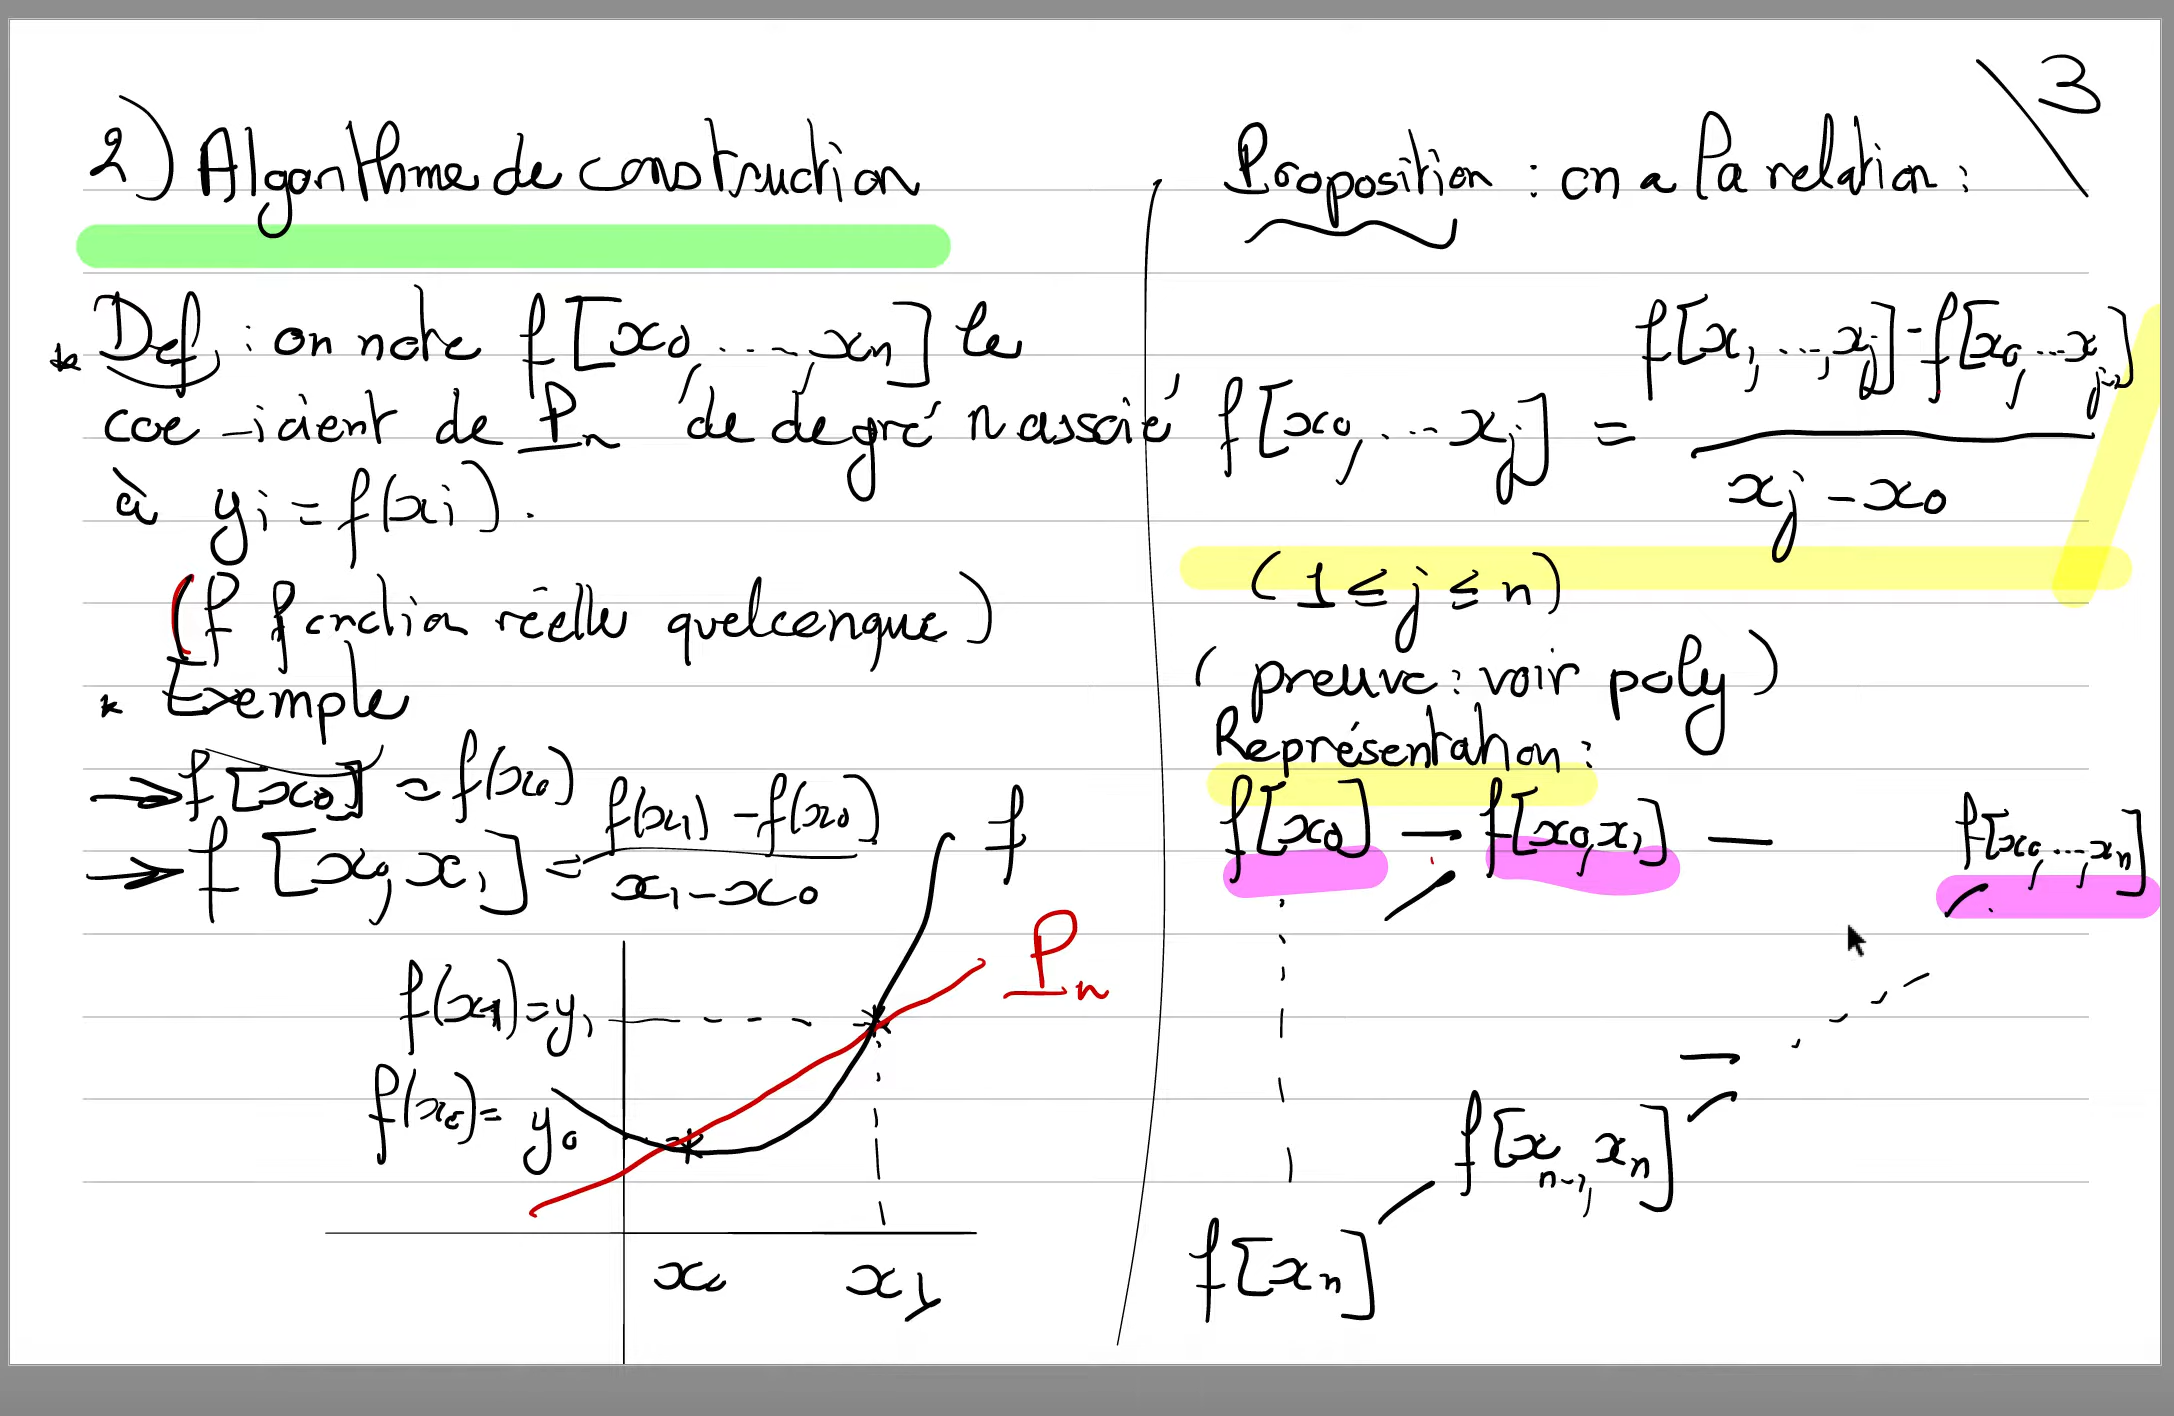 3
2) Algorithme de construction
* Def : on note f[x0, ..., xn] le
coe -icient de Pn de degré n associé
à yi = f(xi).
(f fonction réelle quelconque)
* Exemple
→ f[x0] = f(x0)
→ f[x0, x1] = (f(x1) - f(x0)) / (x1 - x0)
f
Pn
f(x1) = y1
f(x0) = y0
x0 x1
Proposition : on a la relation :
f[x0, ... xj] = (f[x1, ..., xj] - f[x0, ... xj-1]) / (xj - x0)
(1 ≤ j ≤ n)
(preuve : voir poly)
Représentation :
f[x0] — f[x0, x1] — f[x0, ..., xn]
f[xn-1, xn]
f[xn]